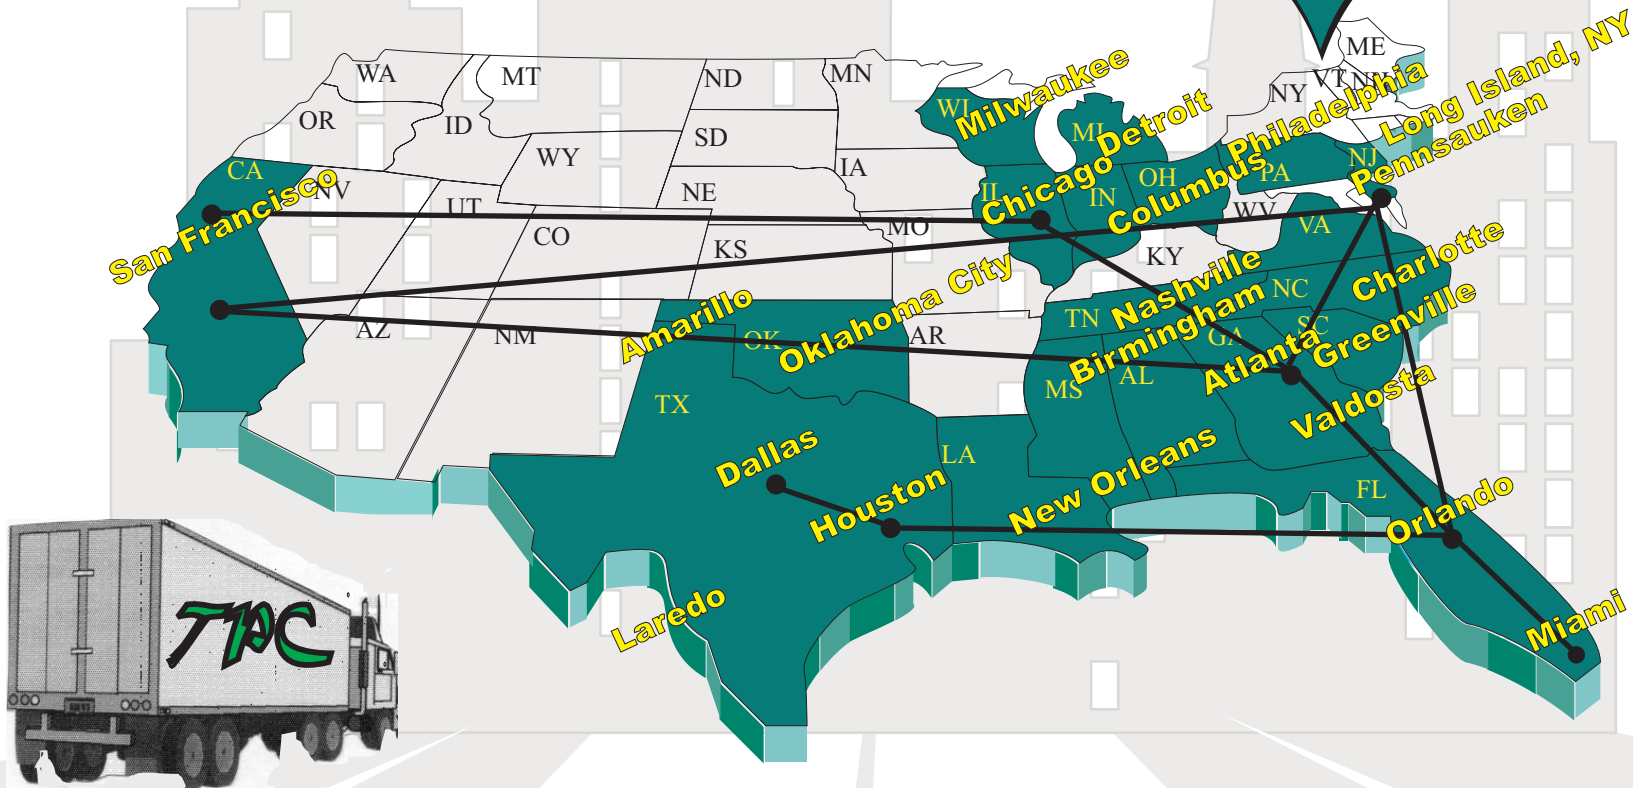 ME
WA
MT
ND
MN
VT
NY
Long Island, NY
Milwaukee
WI
Philadelphia
OR
ID
SD
MI
Detroit
Pennsauken
WY
IA
OH
PA
NJ
CA
NV
UT
NE
IL
Chicago
IN
Columbus
San Francisco
CO
KS
MO
KY
WV
VA
Charlotte
AZ
NM
Amarillo
OK
Oklahoma City
AR
TN
Nashville
NC
Birmingham
GA
SC
Greenville
Atlanta
MS
AL
Valdosta
TX
LA
Dallas
Houston
New Orleans
FL
Orlando
Laredo
Miami
TPC